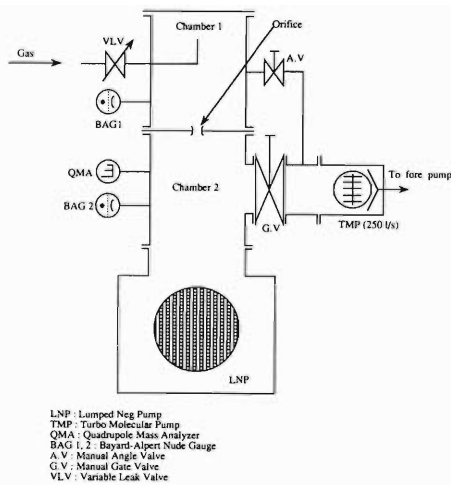 Chamber 1
Orifice
VLV
Gas
A.V
BAG1
QMA
Chamber 2
To fore pump
BAG 2
G.V
TMP (250 l/s)
LNP
LNP : Lumped Neg Pump
TMP : Turbo Molecular Pump
QMA : Quadrupole Mass Analyzer
BAG 1, 2 : Bayard-Alpert Nude Gauge
A.V : Manual Angle Valve
G.V : Manual Gate Valve
VLV : Variable Leak Valve